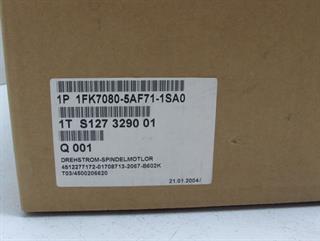 1P 1FK7080-5AF71-1SA0
1T S127 3290 01
Q 001
DREHSTROM-SPINDELMOTLOR
4512277172-01708713-2067-B602K
T03/4500206620
21.01.2004/